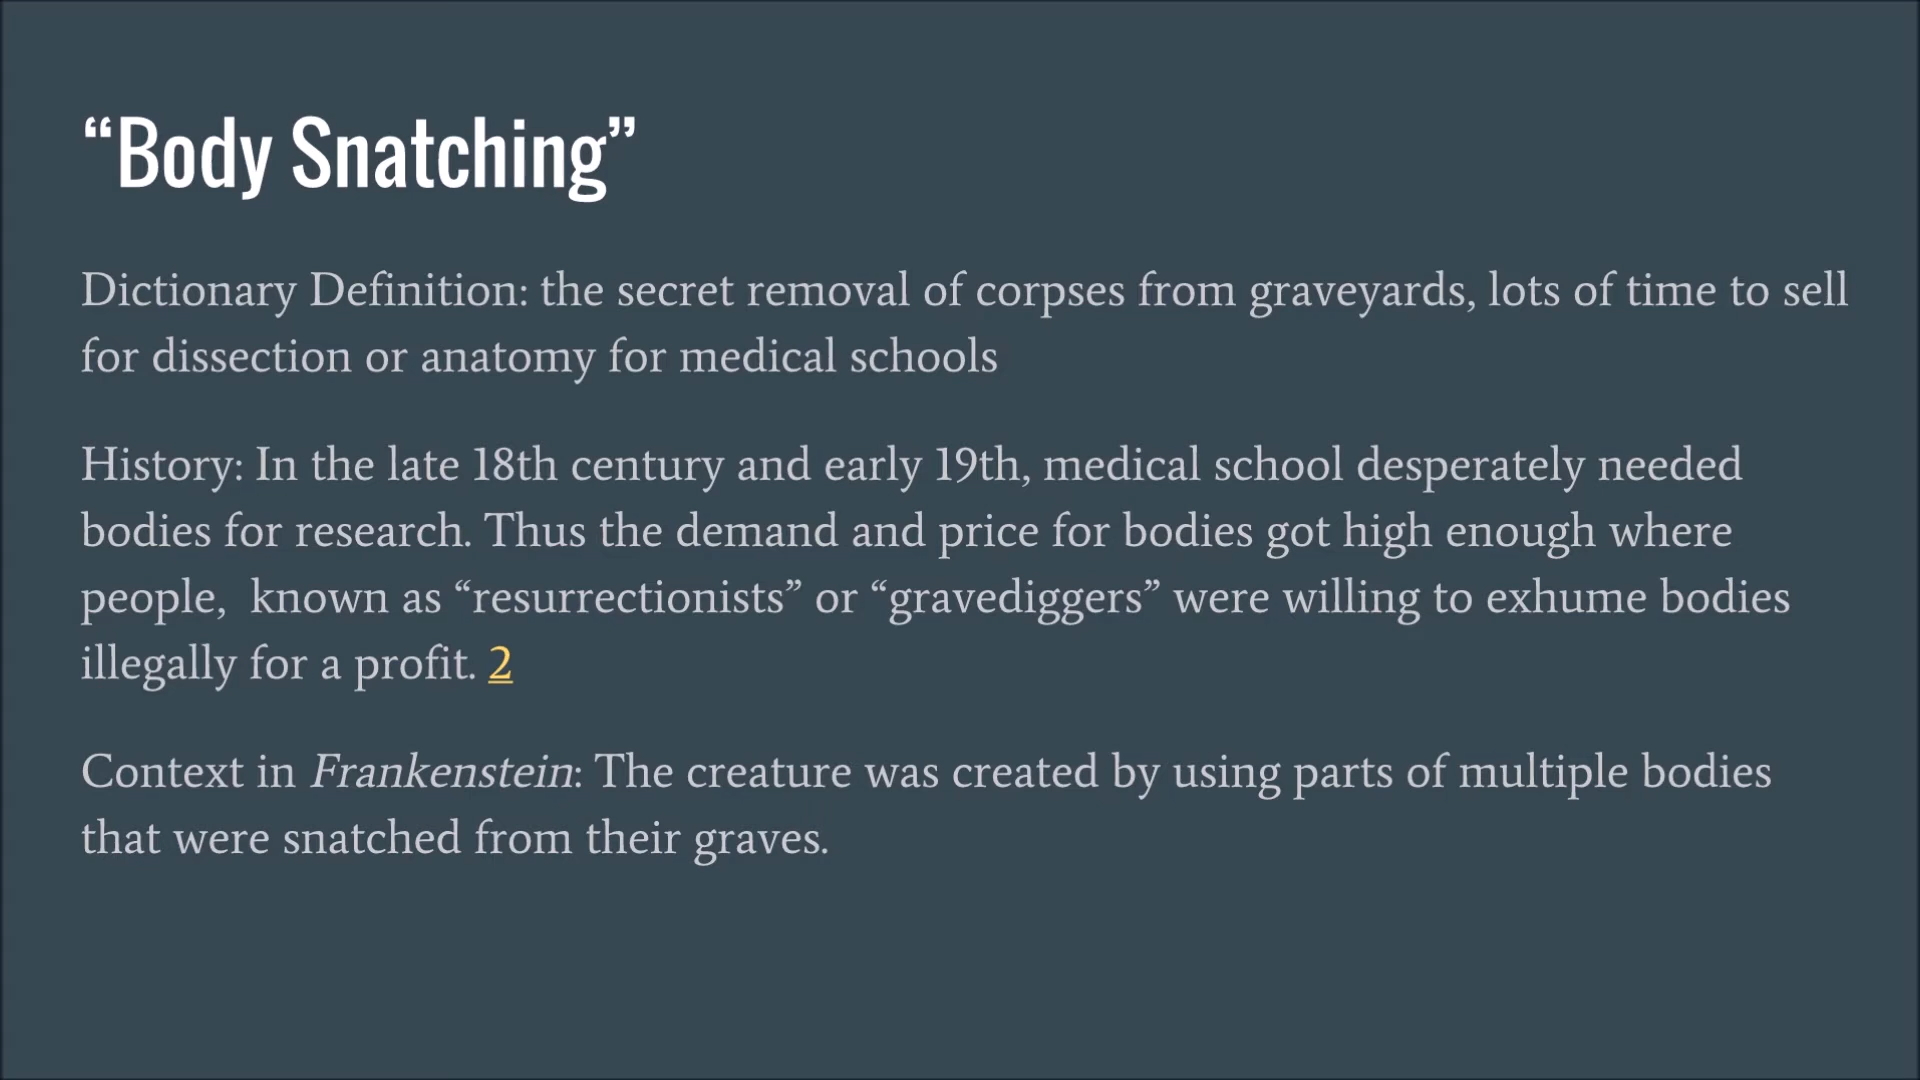 “Body Snatching”
Dictionary Definition: the secret removal of corpses from graveyards, lots of time to sell
for dissection or anatomy for medical schools
History: In the late 18th century and early 19th, medical school desperately needed
bodies for research. Thus the demand and price for bodies got high enough where
people,  known as “resurrectionists” or “gravediggers” were willing to exhume bodies
illegally for a profit. 2
Context in Frankenstein: The creature was created by using parts of multiple bodies
that were snatched from their graves.